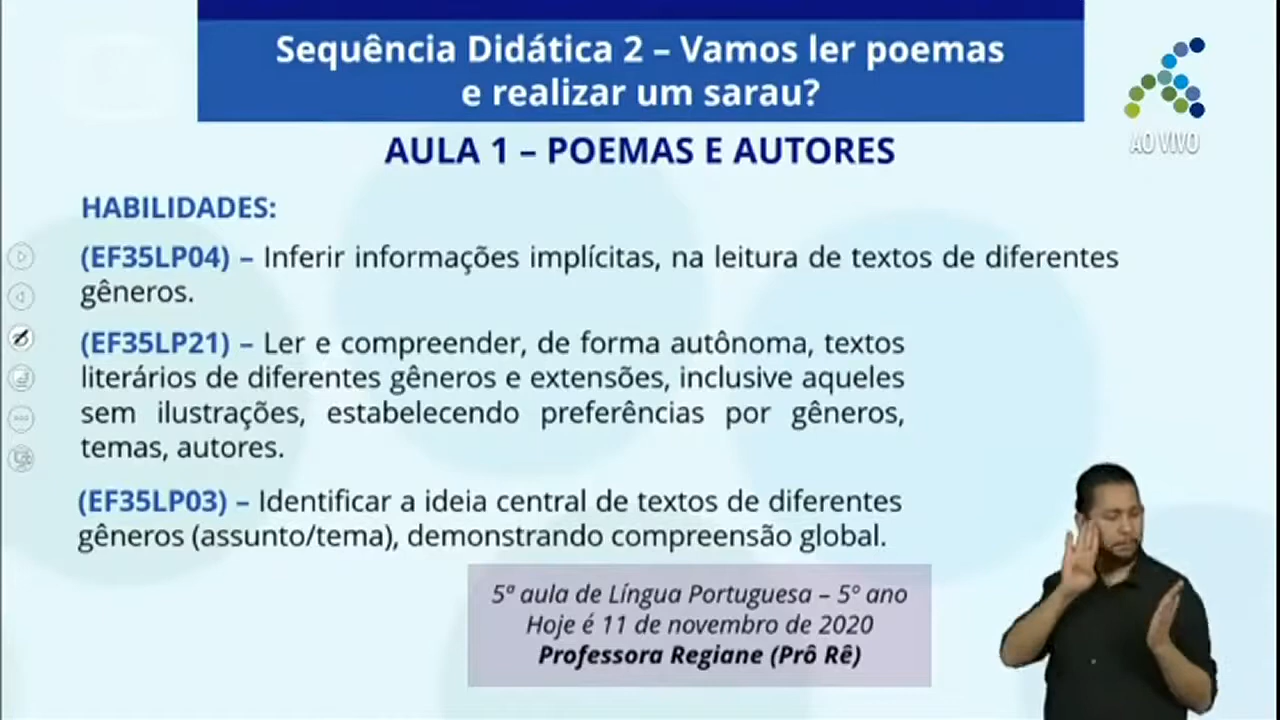 Sequência Didática 2 – Vamos ler poemas
e realizar um sarau?
AO VIVO
AULA 1 – POEMAS E AUTORES
HABILIDADES:
(EF35LP04) – Inferir informações implícitas, na leitura de textos de diferentes
gêneros.
(EF35LP21) – Ler e compreender, de forma autônoma, textos
literários de diferentes gêneros e extensões, inclusive aqueles
sem ilustrações, estabelecendo preferências por gêneros,
temas, autores.
(EF35LP03) – Identificar a ideia central de textos de diferentes
gêneros (assunto/tema), demonstrando compreensão global.
5ª aula de Língua Portuguesa – 5º ano
Hoje é 11 de novembro de 2020
Professora Regiane (Prô Rê)